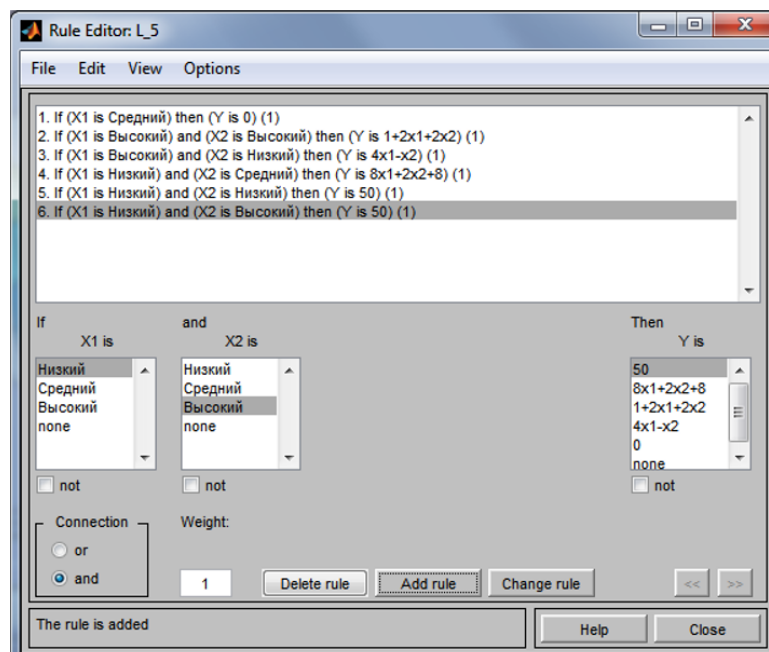 Rule Editor: L_5
File Edit View Options
1. If (X1 is Средний) then (Y is 0) (1)
2. If (X1 is Высокий) and (X2 is Высокий) then (Y is 1+2x1+2x2) (1)
3. If (X1 is Высокий) and (X2 is Низкий) then (Y is 4x1-x2) (1)
4. If (X1 is Низкий) and (X2 is Средний) then (Y is 8x1+2x2+8) (1)
5. If (X1 is Низкий) and (X2 is Низкий) then (Y is 50) (1)
6. If (X1 is Низкий) and (X2 is Высокий) then (Y is 50) (1)
If and Then
X1 is X2 is Y is
Низкий Низкий 50
Средний Средний 8x1+2x2+8
Высокий Высокий 1+2x1+2x2
none none 4x1-x2
0
none
not not not
Connection Weight:
or
and 1 Delete rule Add rule Change rule << >>
The rule is added Help Close